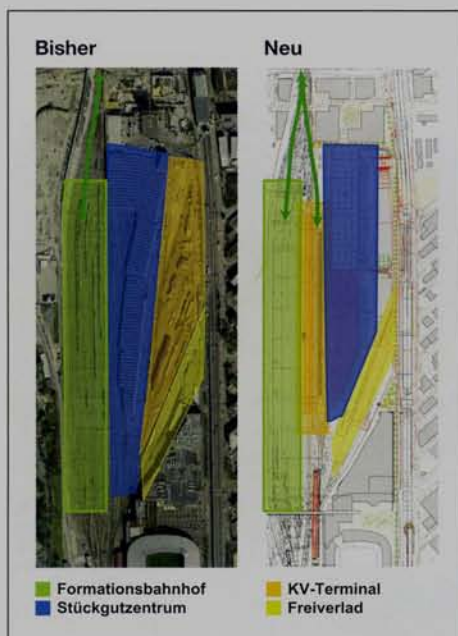 Bisher
Neu
Formationsbahnhof
Stückgutzentrum
KV-Terminal
Freiverlad